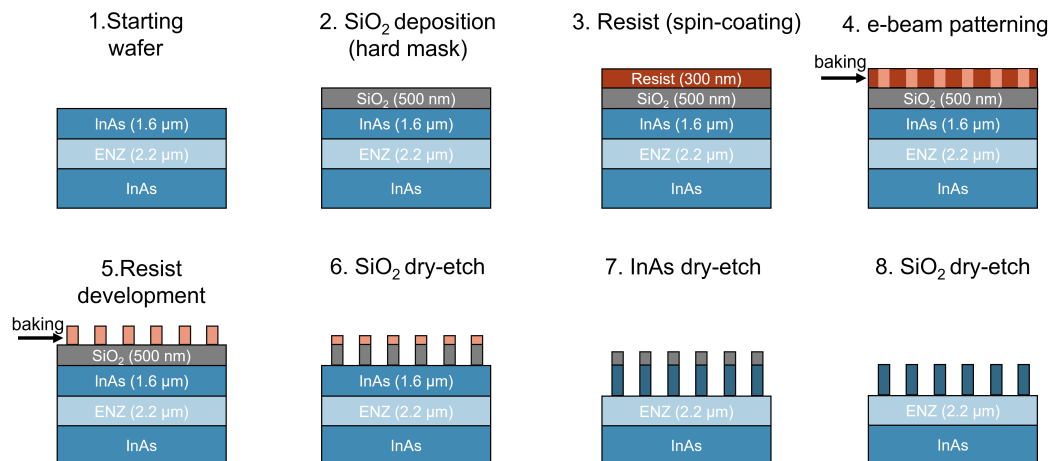 1.Starting
wafer
InAs (1.6 µm)
ENZ (2.2 µm)
InAs
2. SiO₂ deposition
(hard mask)
SiO₂ (500 nm)
InAs (1.6 µm)
ENZ (2.2 µm)
InAs
3. Resist (spin-coating)
Resist (300 nm)
SiO₂ (500 nm)
InAs (1.6 µm)
ENZ (2.2 µm)
InAs
4. e-beam patterning
baking
SiO₂ (500 nm)
InAs (1.6 µm)
ENZ (2.2 µm)
InAs
5.Resist
development
baking
SiO₂ (500 nm)
InAs (1.6 µm)
ENZ (2.2 µm)
InAs
6. SiO₂ dry-etch
InAs (1.6 µm)
ENZ (2.2 µm)
InAs
7. InAs dry-etch
ENZ (2.2 µm)
InAs
8. SiO₂ dry-etch
ENZ (2.2 µm)
InAs